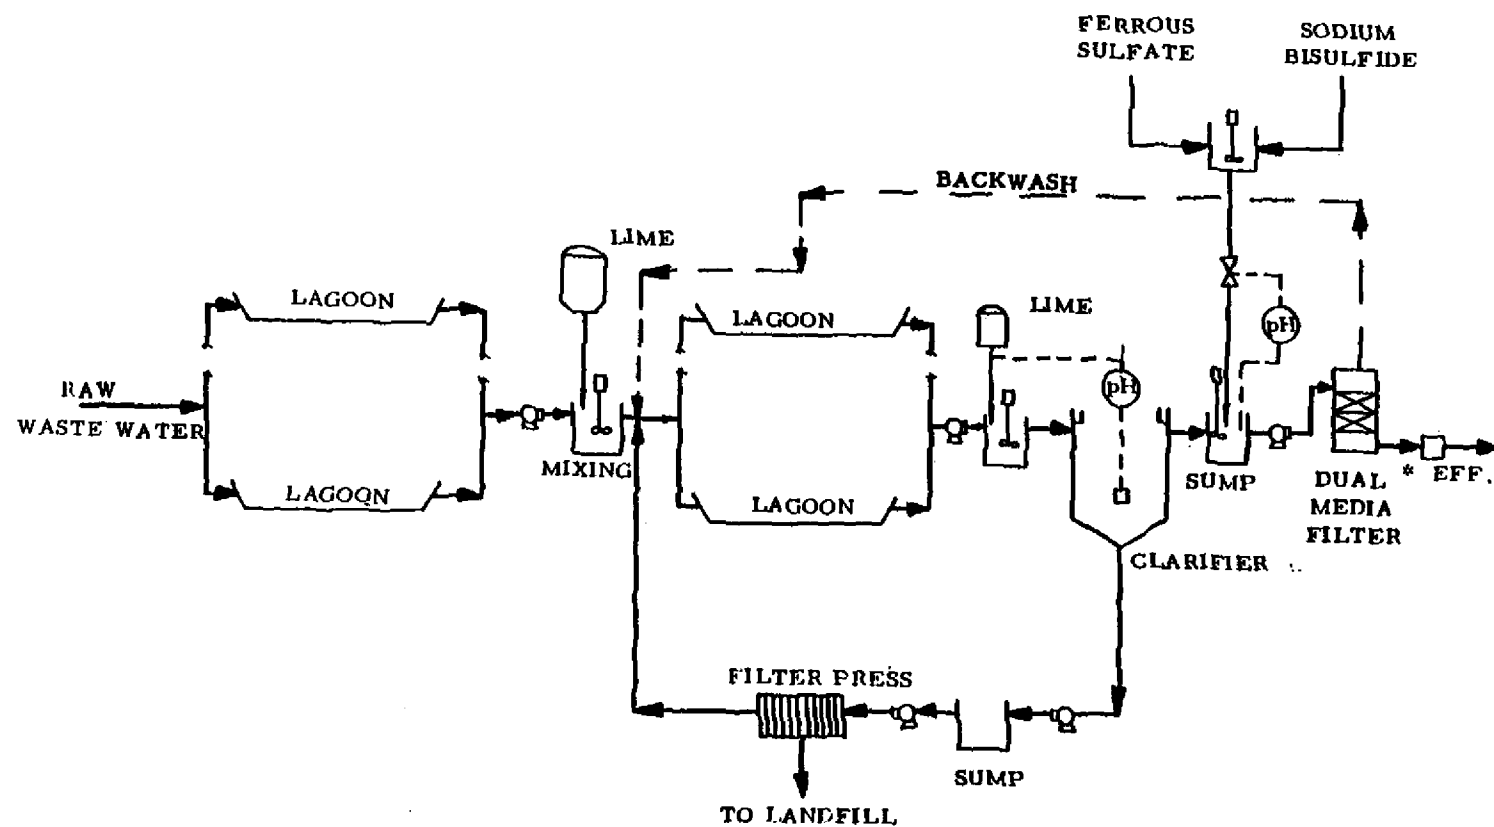 FERROUS
SULFATE
SODIUM
BISULFIDE
BACKWASH
LIME
LAGOON
LAGOON
LIME
pH
pH
RAW
WASTE WATER
MIXING
LAGOON
LAGOON
SUMP
DUAL
MEDIA
FILTER
* EFF.
CLARIFIER
FILTER PRESS
SUMP
TO LANDFILL